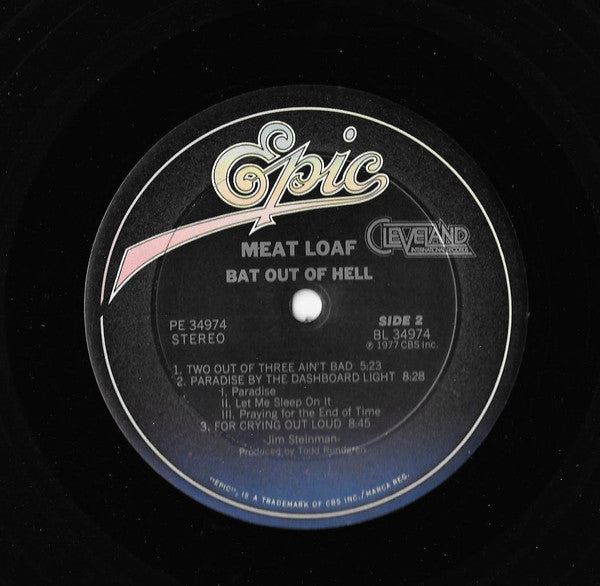 Epic
CLEVELAND
INTERNATIONAL RECORDS
MEAT LOAF
BAT OUT OF HELL
PE 34974
STEREO
SIDE 2
BL 34974
℗ 1977 CBS Inc.
1. TWO OUT OF THREE AIN'T BAD 5:23
2. PARADISE BY THE DASHBOARD LIGHT 8:28
I. Paradise
II. Let Me Sleep On It
III. Praying for the End of Time
3. FOR CRYING OUT LOUD 8:45
-Jim Steinman-
Produced by Todd Rundgren
"EPIC", IS A TRADEMARK OF CBS INC./MARCA REG.